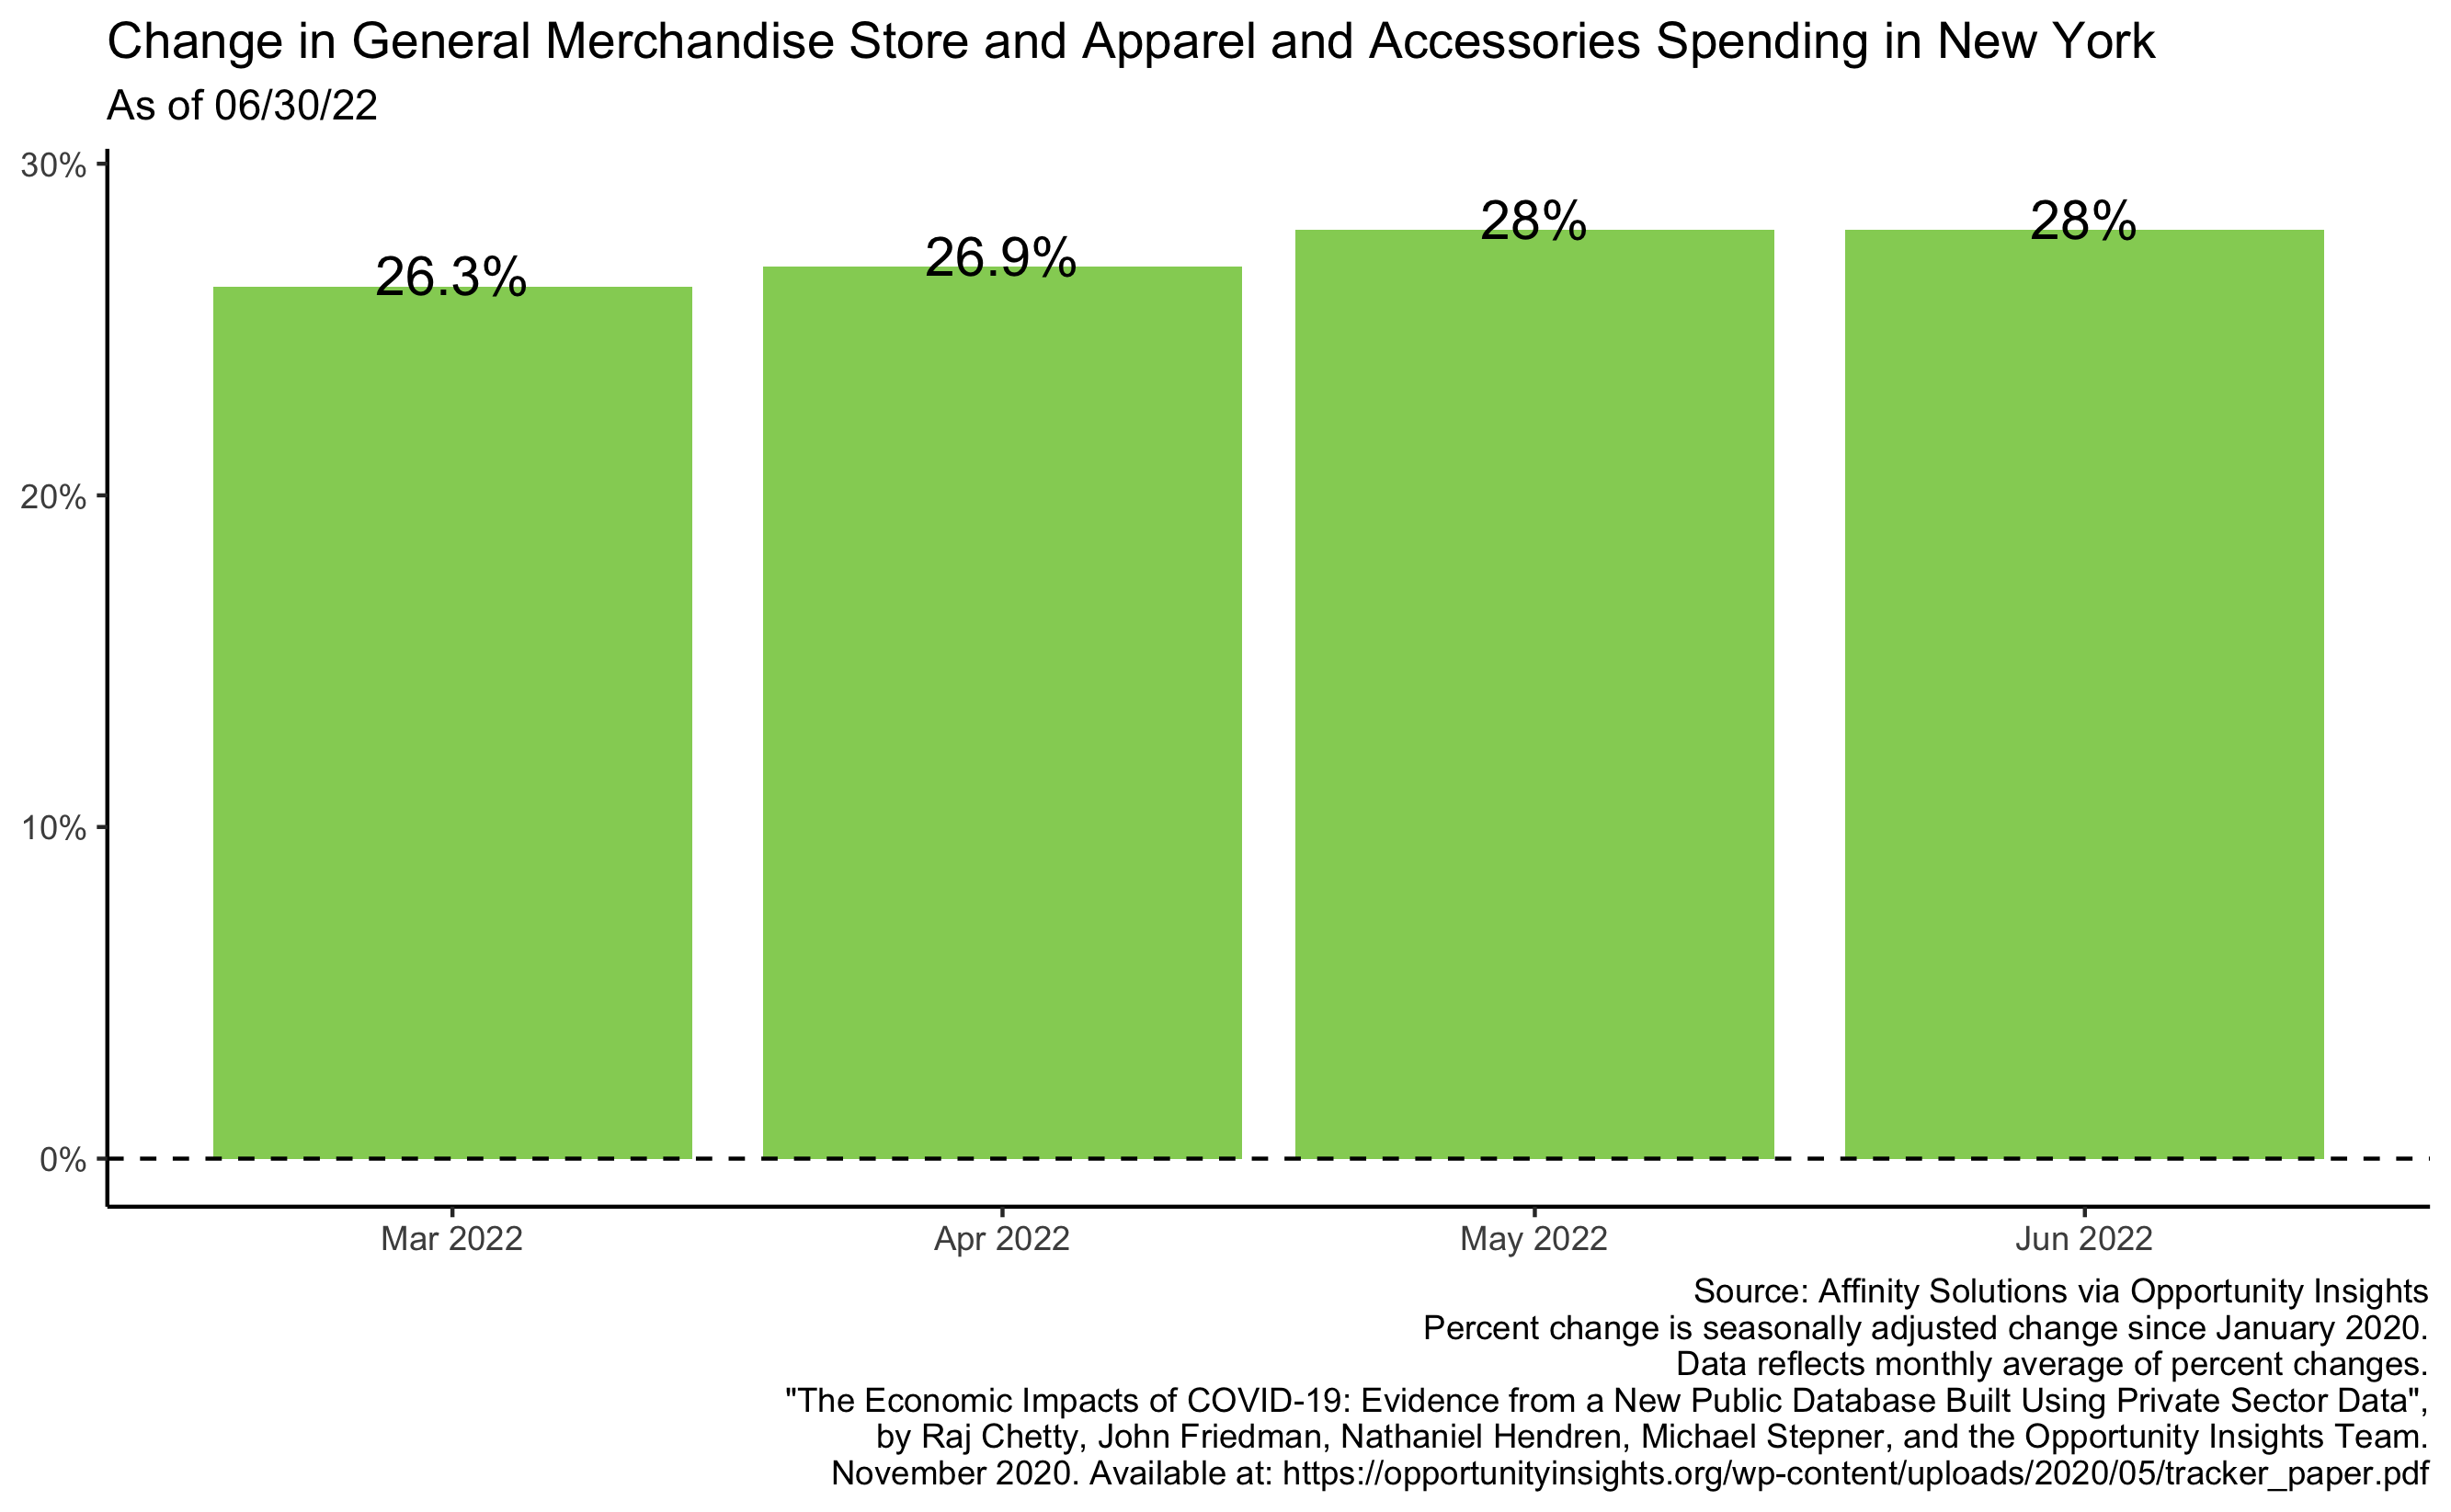 Change in General Merchandise Store and Apparel and Accessories Spending in New York
As of 06/30/22
30%
20%
10%
0%
26.3%
26.9%
28%
28%
Mar 2022
Apr 2022
May 2022
Jun 2022
Source: Affinity Solutions via Opportunity Insights
Percent change is seasonally adjusted change since January 2020.
Data reflects monthly average of percent changes.
"The Economic Impacts of COVID-19: Evidence from a New Public Database Built Using Private Sector Data",
by Raj Chetty, John Friedman, Nathaniel Hendren, Michael Stepner, and the Opportunity Insights Team.
November 2020. Available at: https://opportunityinsights.org/wp-content/uploads/2020/05/tracker_paper.pdf